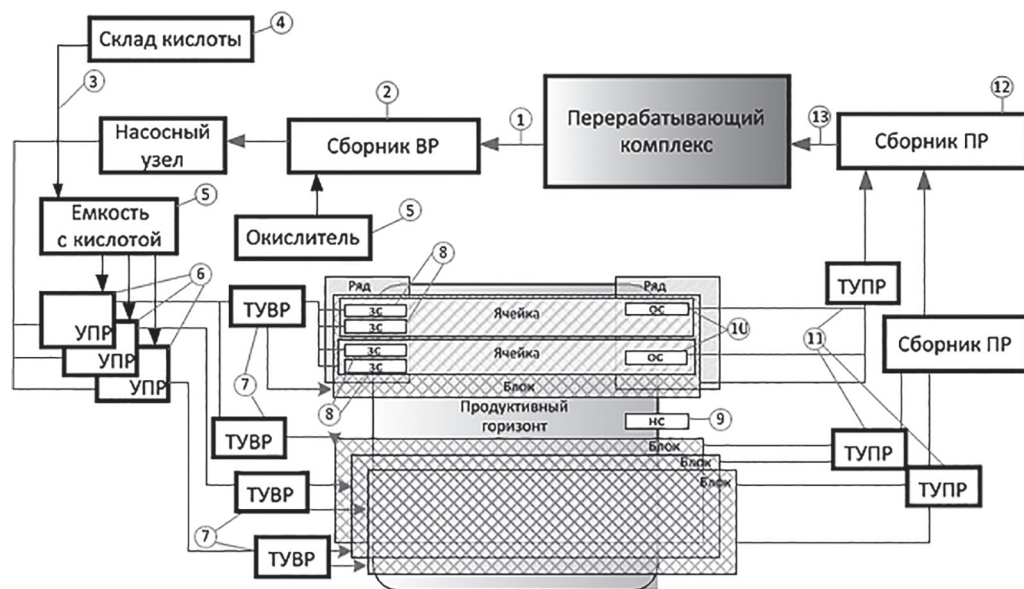 Склад кислоты
4
3
2
1
13
12
Насосный
узел
Сборник ВР
Перерабатывающий
комплекс
Сборник ПР
Емкость
с кислотой
5
Окислитель
5
8
8
6
УПР
УПР
УПР
ТУВР
Ряд
Ряд
ТУПР
ЗС
ЗС
Ячейка
ОС
10
ЗС
ЗС
Ячейка
ОС
11
Сборник ПР
Блок
7
8
Продуктивный
горизонт
НС
9
ТУВР
Блок
Блок
Блок
ТУПР
ТУПР
ТУВР
7
ТУВР